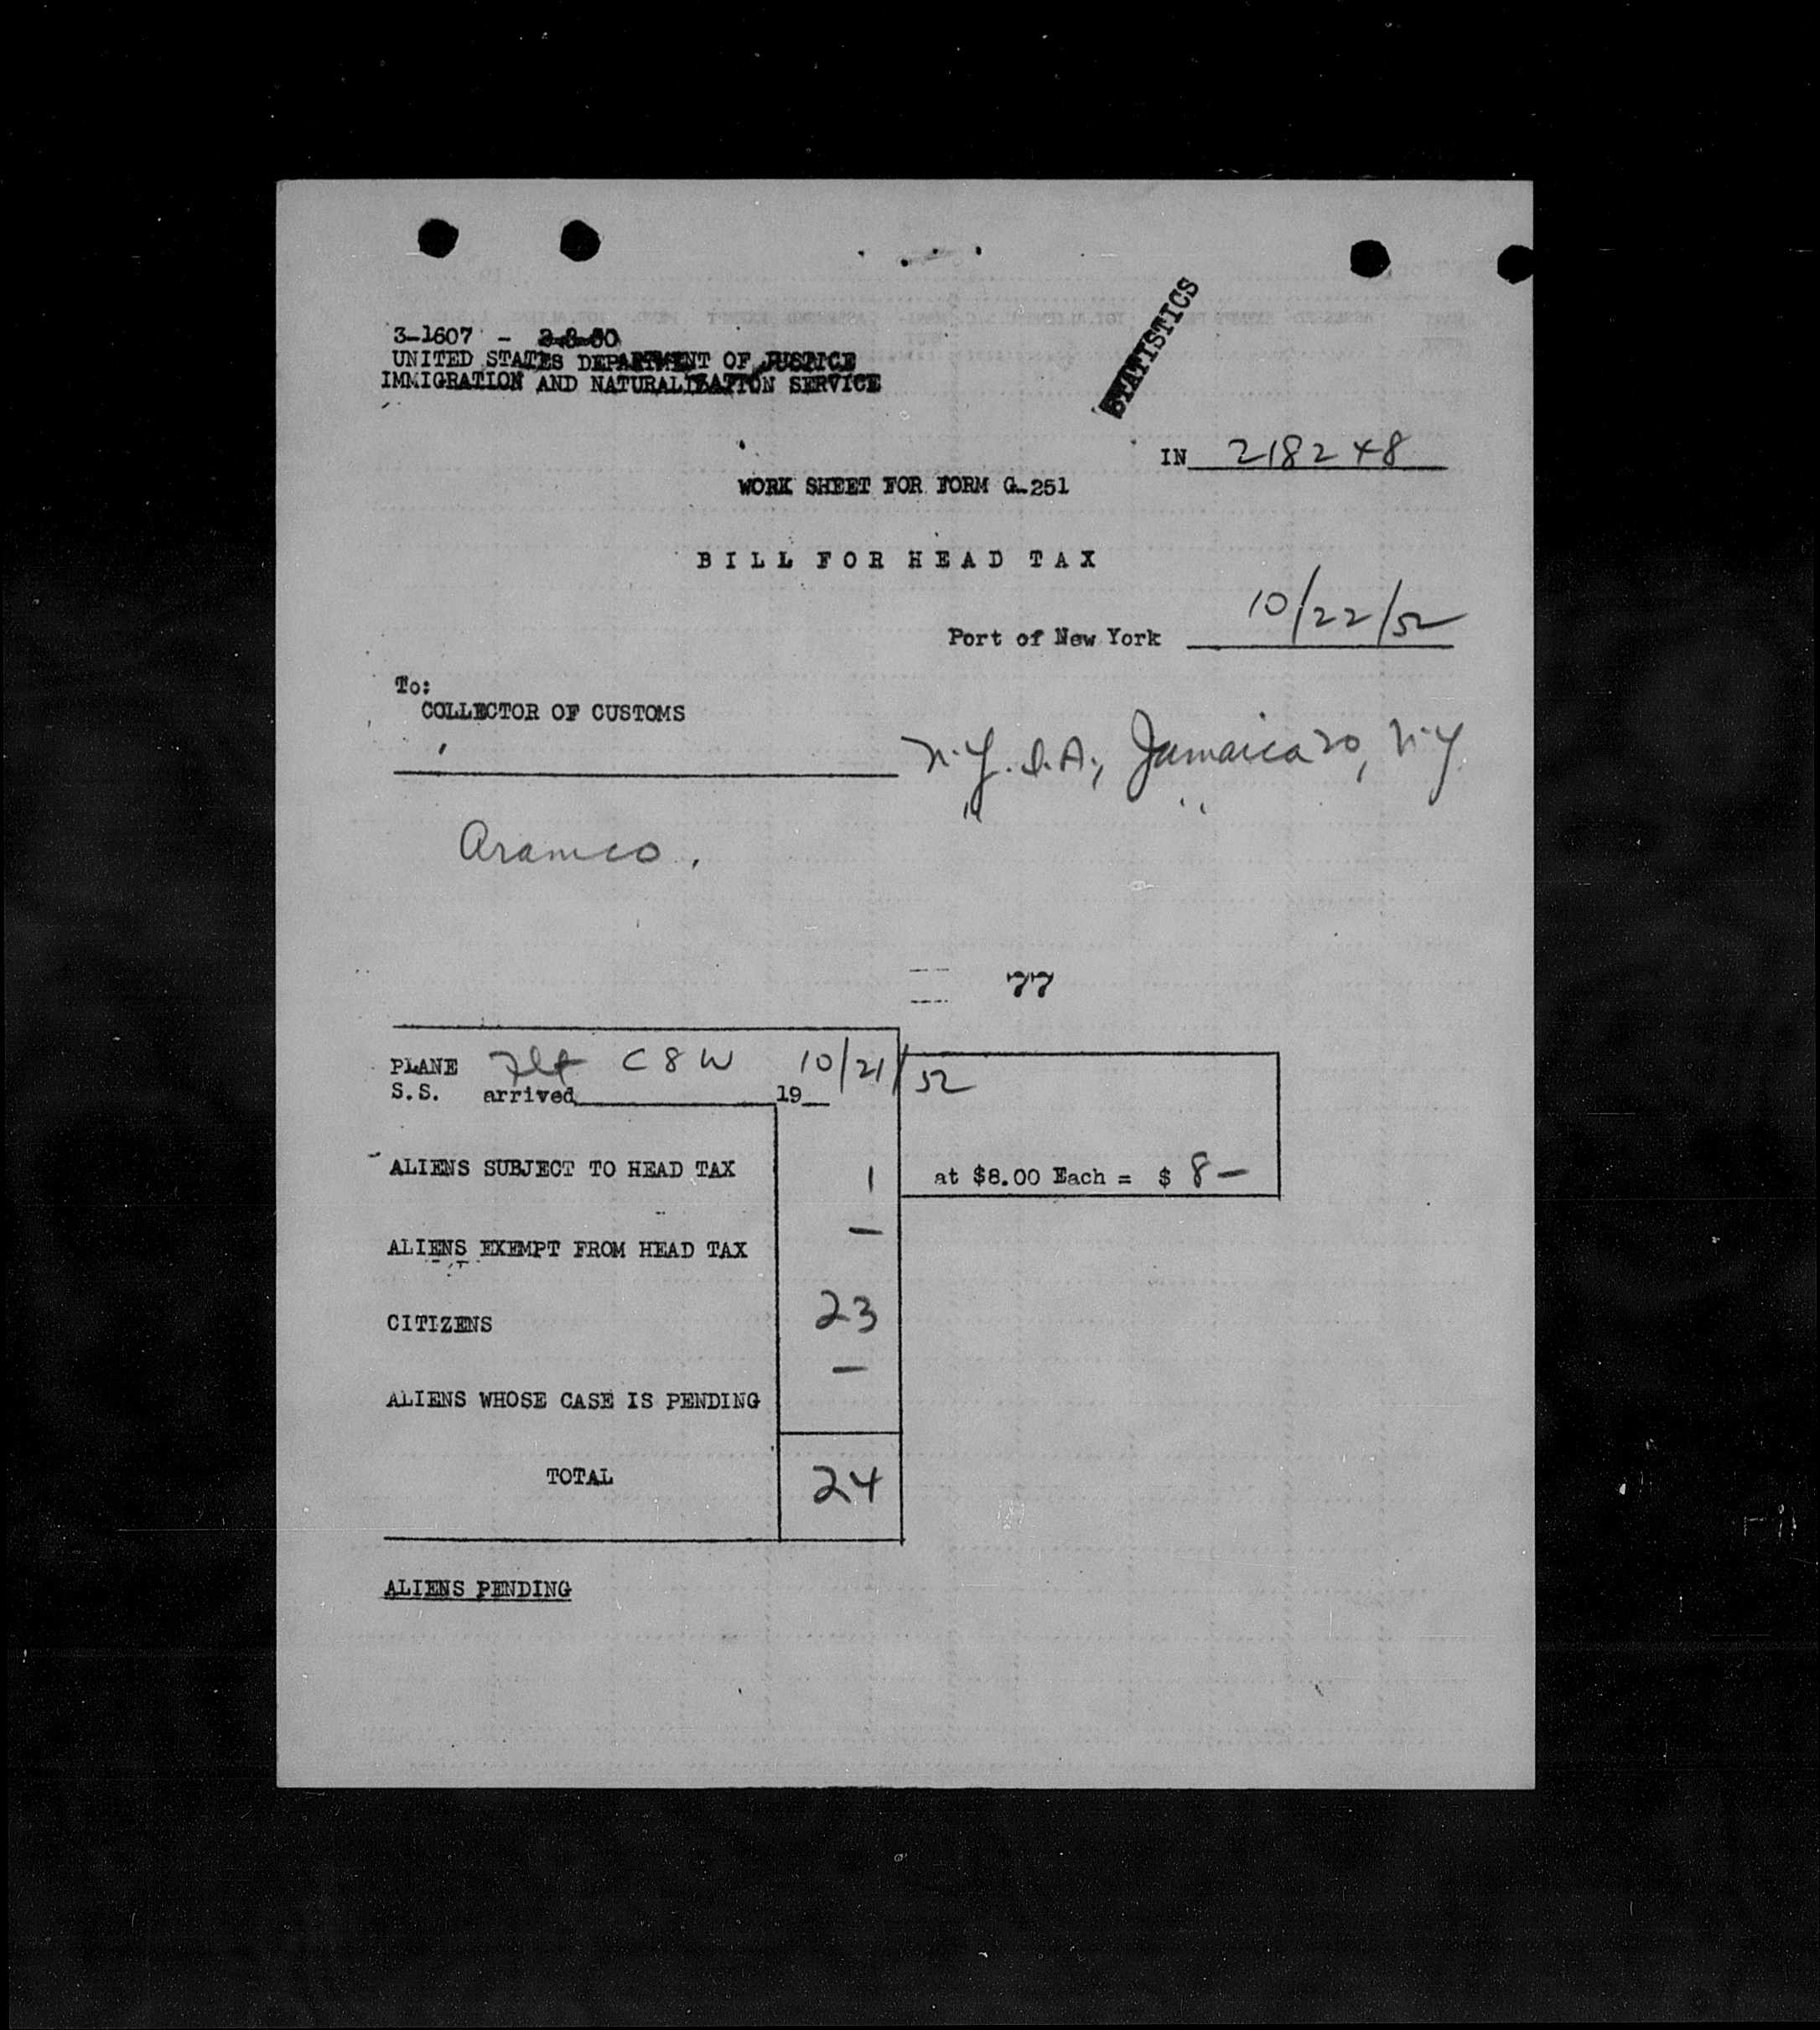 STATISTICS
3-1607 - 2-8-50
UNITED STATES DEPARTMENT OF JUSTICE
IMMIGRATION AND NATURALIZATION SERVICE
IN 218248
WORK SHEET FOR FORM G-251
BILL FOR HEAD TAX
10/22/52
Port of New York
To:
COLLECTOR OF CUSTOMS
N.Y.I.A., Jamaica 20, N.Y.
Aramco.
77
PLANE Flt C8W 10/21/52
S.S. arrived 19
ALIENS SUBJECT TO HEAD TAX 1 at $8.00 Each = $ 8 —
ALIENS EXEMPT FROM HEAD TAX —
CITIZENS 23
ALIENS WHOSE CASE IS PENDING —
TOTAL 24
ALIENS PENDING